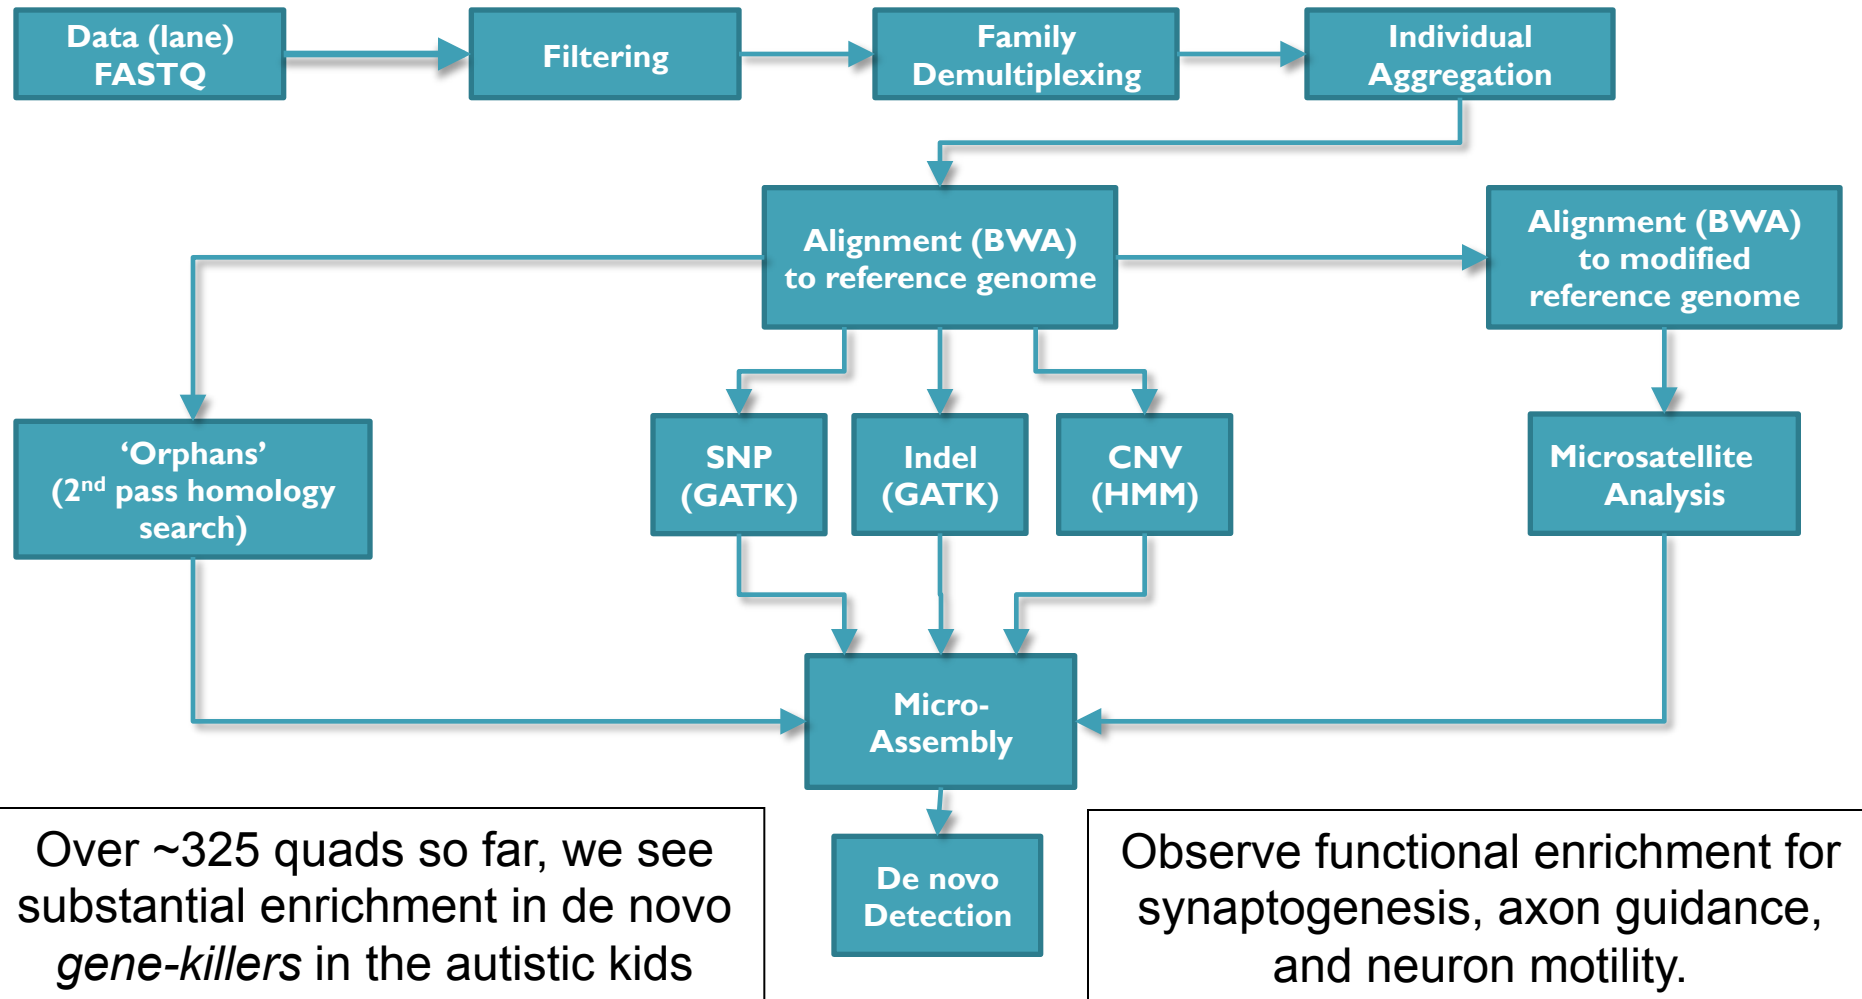 Data (lane)
FASTQ
Filtering
Family
Demultiplexing
Individual
Aggregation
Alignment (BWA)
to reference genome
Alignment (BWA)
to modified
reference genome
‘Orphans’
(2nd pass homology
search)
SNP
(GATK)
Indel
(GATK)
CNV
(HMM)
Microsatellite
Analysis
Micro-
Assembly
De novo
Detection
Over ~325 quads so far, we see
substantial enrichment in de novo
gene-killers in the autistic kids
Observe functional enrichment for
synaptogenesis, axon guidance,
and neuron motility.